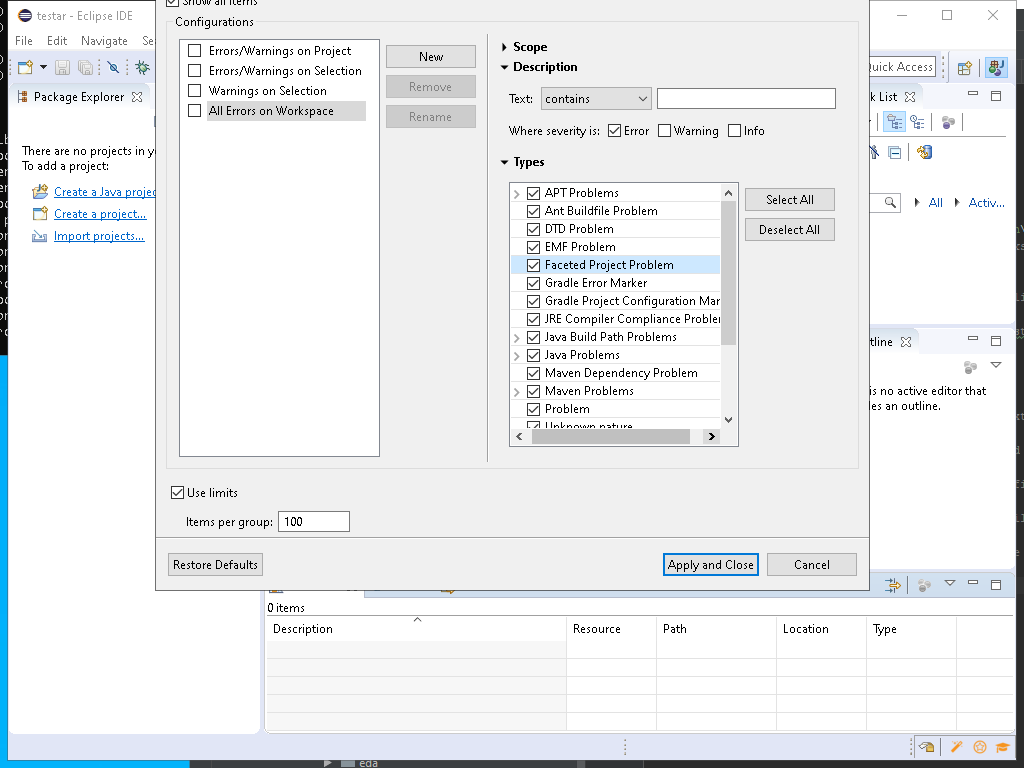 testar - Eclipse IDE
File Edit Navigate Se
Quick Access
Package Explorer
There are no projects in y
To add a project:
Create a Java projec
Create a project...
Import projects...
Show all items
Configurations
Errors/Warnings on Project
Errors/Warnings on Selection
Warnings on Selection
All Errors on Workspace
New
Remove
Rename
Scope
Description
Text: contains
Where severity is: Error Warning Info
Types
APT Problems
Ant Buildfile Problem
DTD Problem
EMF Problem
Faceted Project Problem
Gradle Error Marker
Gradle Project Configuration Mar
JRE Compiler Compliance Probler
Java Build Path Problems
Java Problems
Maven Dependency Problem
Maven Problems
Problem
Unknown nature
Select All
Deselect All
Use limits
Items per group: 100
Restore Defaults
Apply and Close
Cancel
k List
All Activ...
tline
is no active editor that
es an outline.
0 items
Description Resource Path Location Type
eda